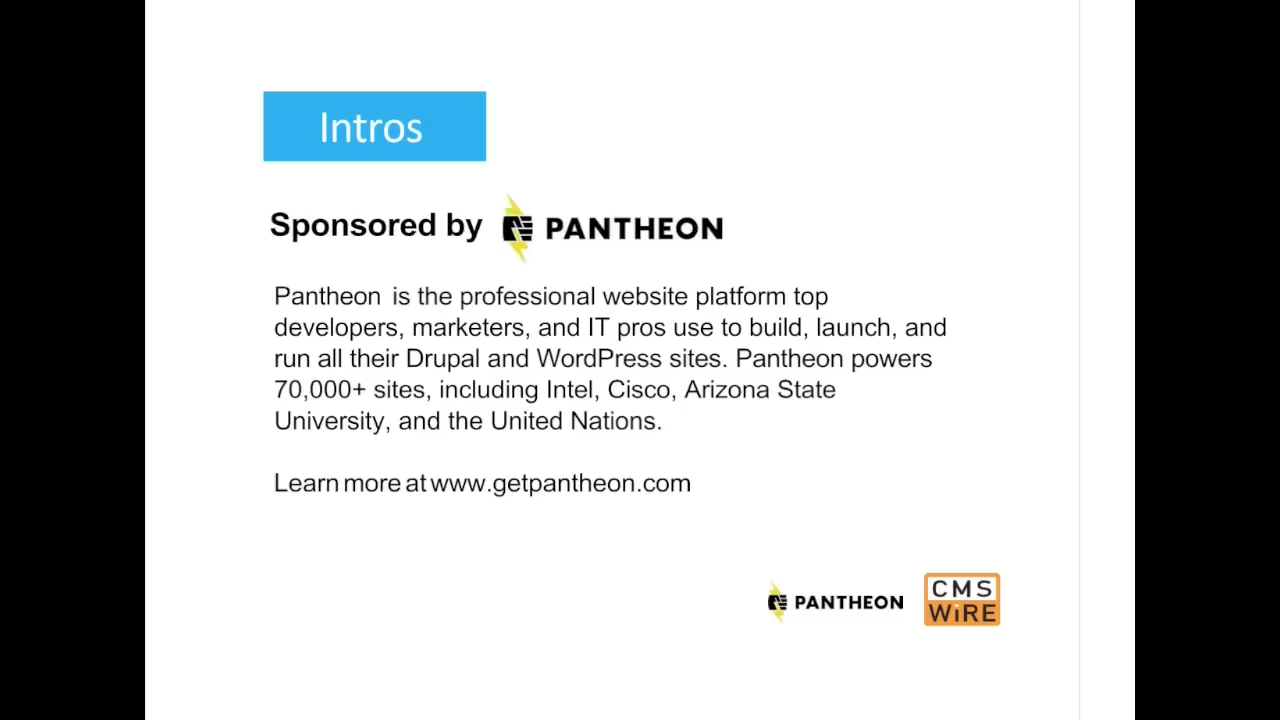 Intros
Sponsored by PANTHEON
Pantheon is the professional website platform top
developers, marketers, and IT pros use to build, launch, and
run all their Drupal and WordPress sites. Pantheon powers
70,000+ sites, including Intel, Cisco, Arizona State
University, and the United Nations.
Learn more at www.getpantheon.com
PANTHEON
CMS
WiRE